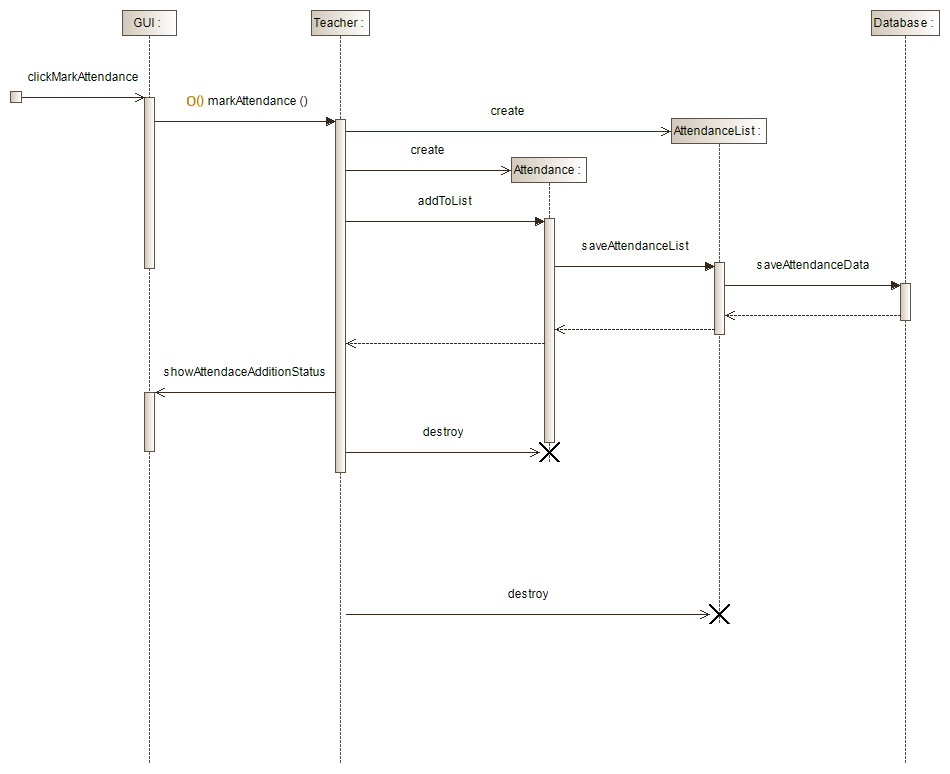 GUI :
Teacher :
Database :
clickMarkAttendance
O() markAttendance ()
create
AttendanceList :
create
Attendance :
addToList
saveAttendanceList
saveAttendanceData
showAttendaceAdditionStatus
destroy
destroy